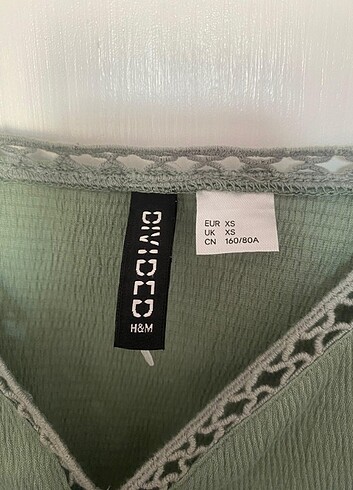 DIVIDED
H&M
EUR XS
UK XS
CN 160/80A